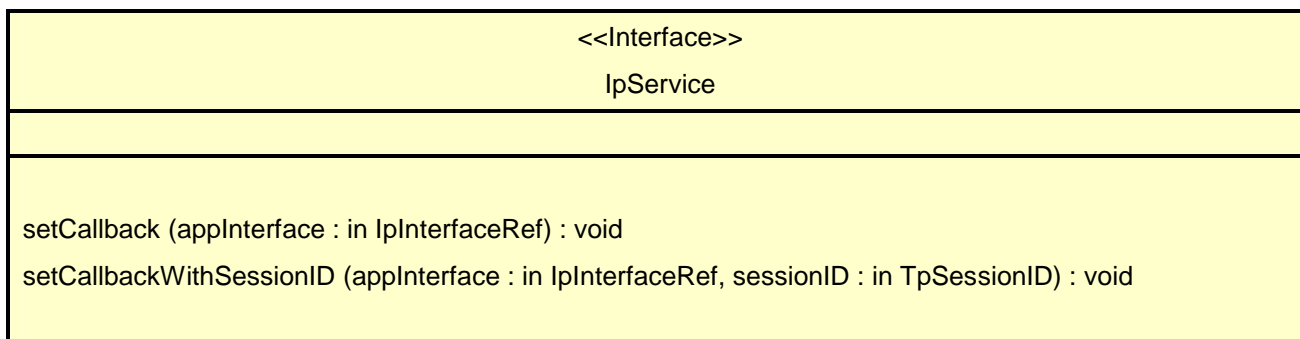 <<Interface>>
IpService
setCallback (appInterface : in IpInterfaceRef) : void
setCallbackWithSessionID (appInterface : in IpInterfaceRef, sessionID : in TpSessionID) : void